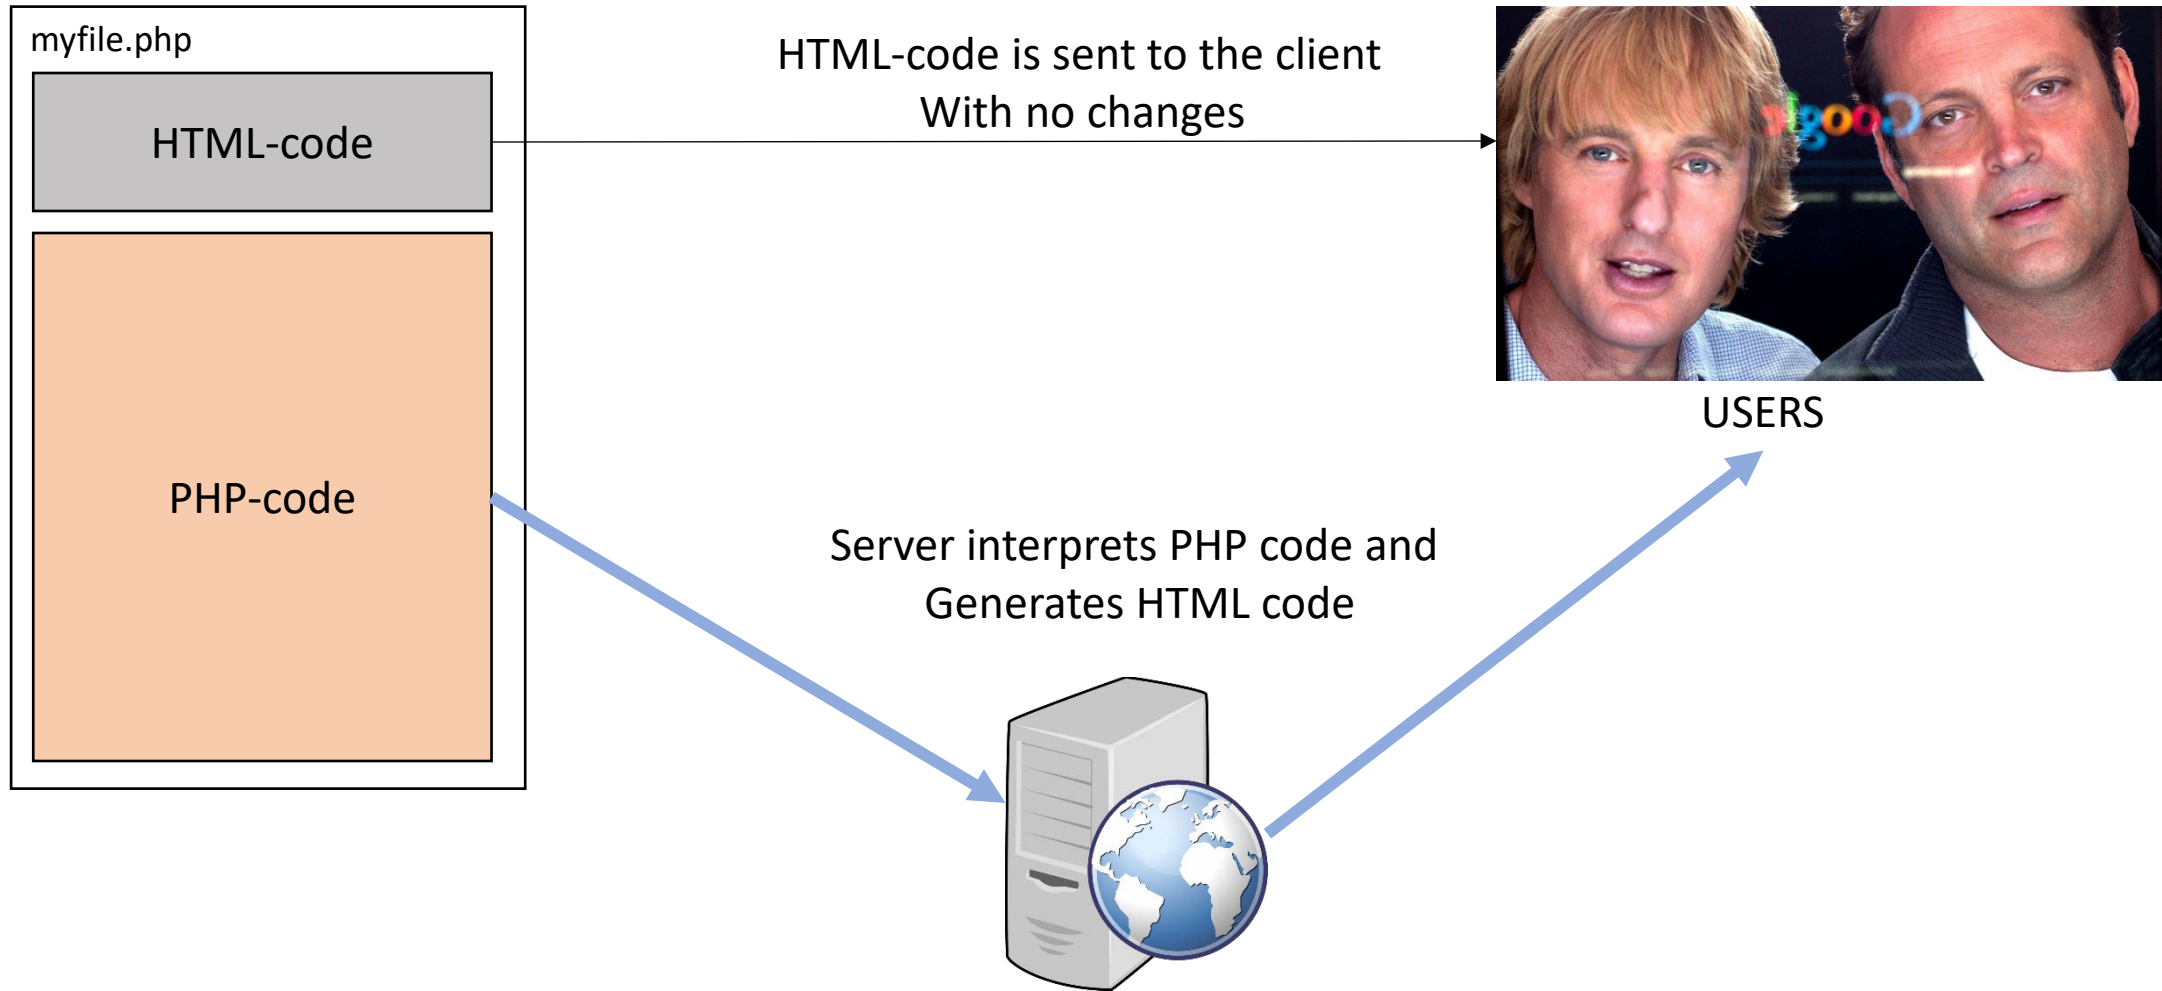 myfile.php
HTML-code
PHP-code
HTML-code is sent to the client
With no changes
Google
USERS
Server interprets PHP code and
Generates HTML code